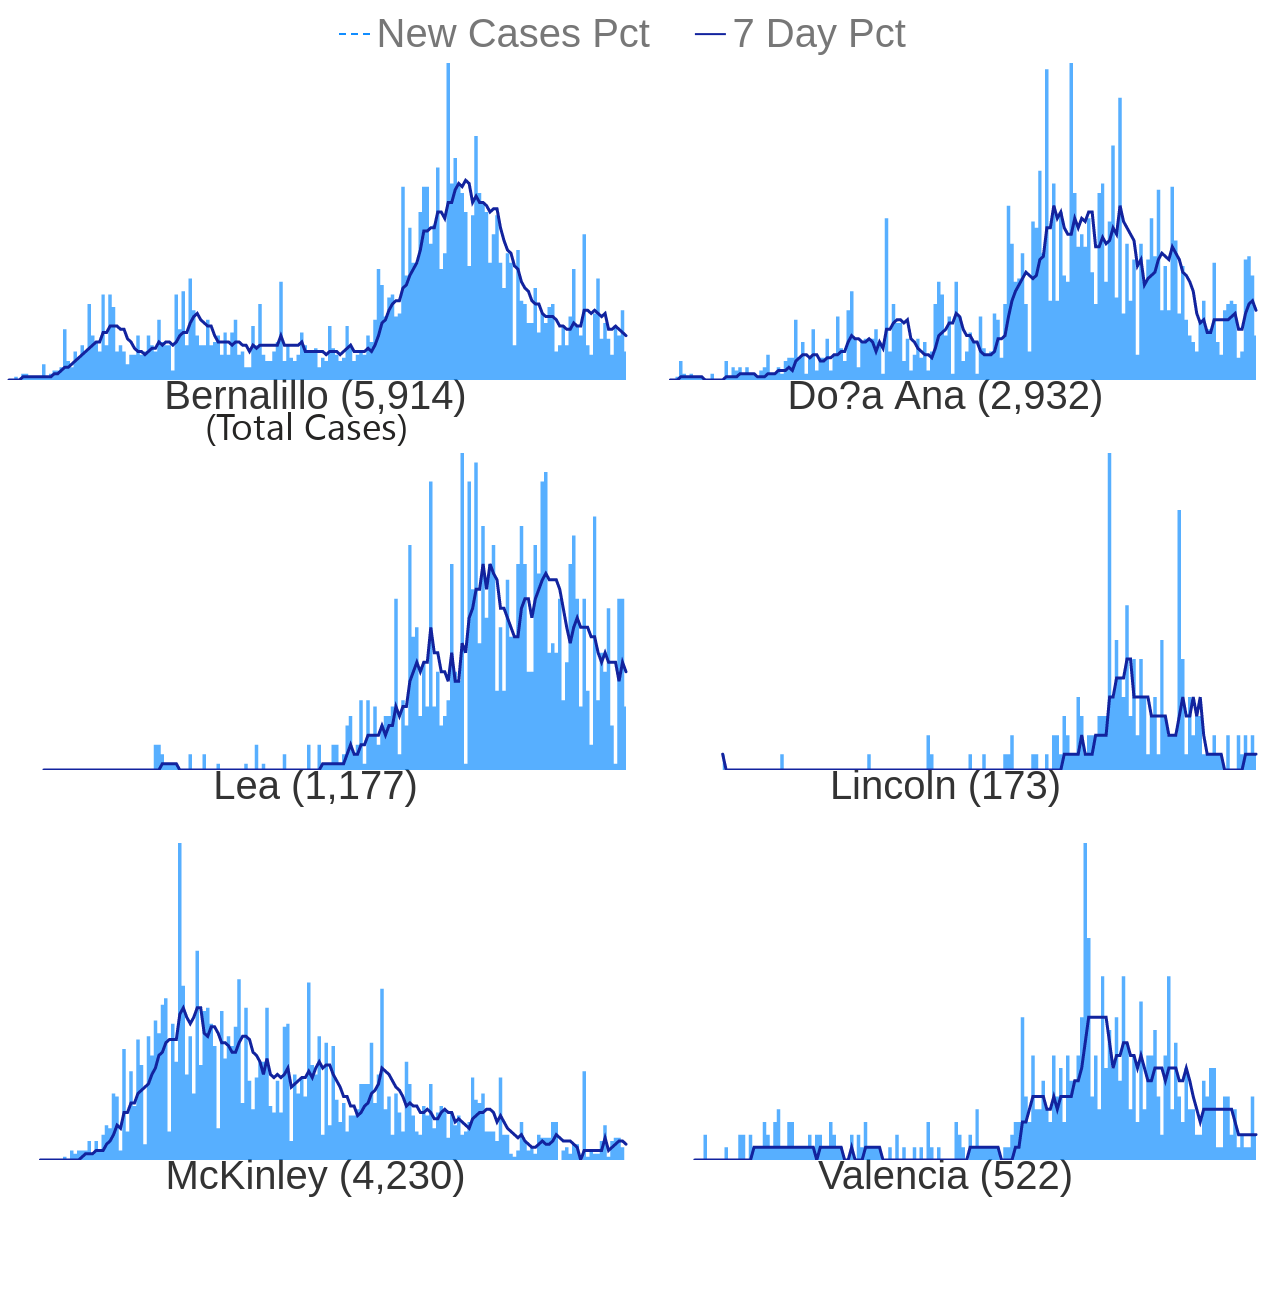 New Cases Pct 7 Day Pct
Bernalillo (5,914)
(Total Cases)
Do?a Ana (2,932)
Lea (1,177)
Lincoln (173)
McKinley (4,230)
Valencia (522)